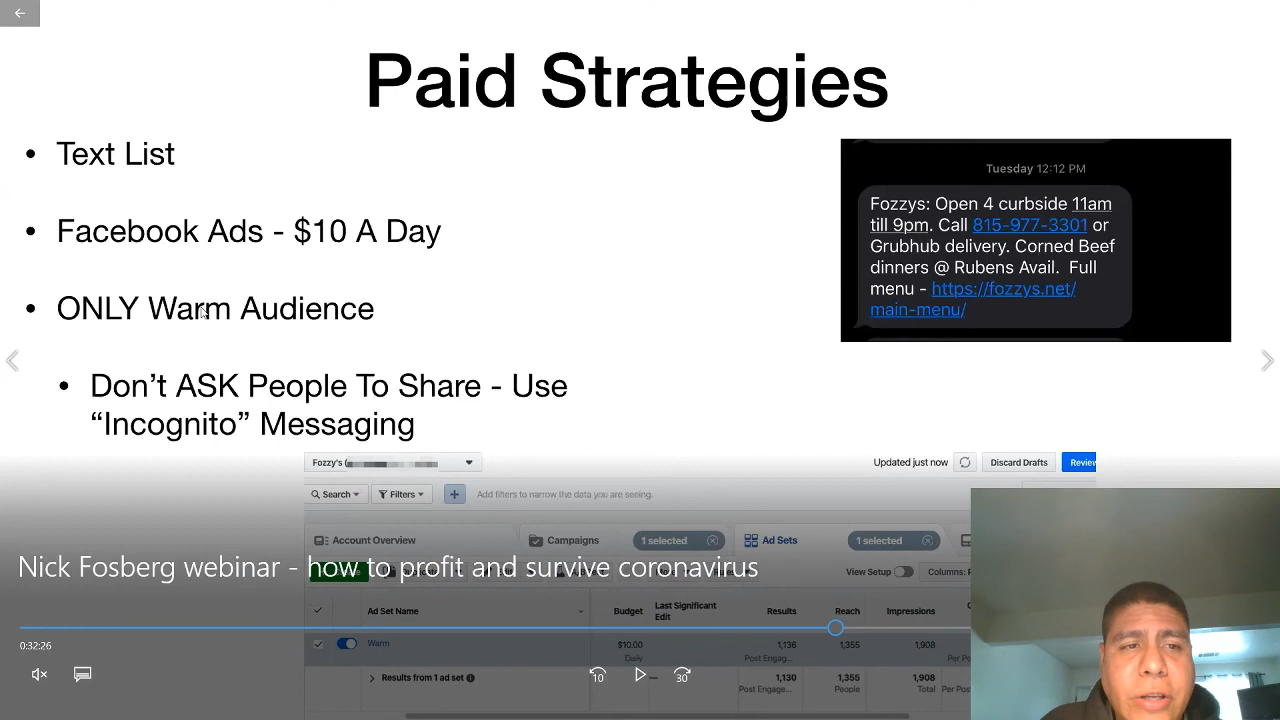 Paid Strategies
• Text List
• Facebook Ads - $10 A Day
• ONLY Warm Audience
• Don’t ASK People To Share - Use
“Incognito” Messaging
Tuesday 12:12 PM
Fozzys: Open 4 curbside 11am
till 9pm. Call 815-977-3301 or
Grubhub delivery. Corned Beef
dinners @ Rubens Avail. Full
menu - https://fozzys.net/
main-menu/
Fozzy's (
Updated just now
Discard Drafts
Review
Search
Filters
Add filters to narrow the data you are seeing.
Account Overview
Campaigns
1 selected
Ad Sets
1 selected
Nick Fosberg webinar - how to profit and survive coronavirus
View Setup
Columns:
Ad Set Name
Budget
Last Significant
Edit
Results
Reach
Impressions
0:32:26
Warm
$10.00
Daily
1,136
Post Engag...
1,355
1,908
Per Po
Results from 1 ad set
—
1,130
Post Engage...
1,355
People
1,908
Total
Per Post
10
30